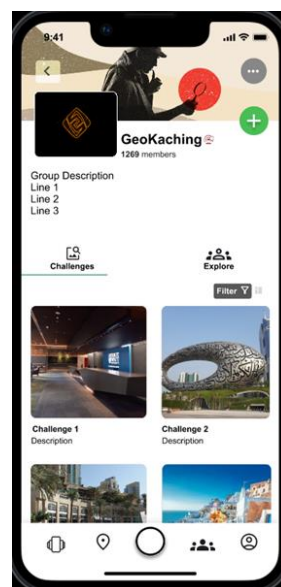 9:41
GeoKaching
1269 members
Group Description
Line 1
Line 2
Line 3
Challenges
Explore
Filter
Challenge 1
Description
Challenge 2
Description